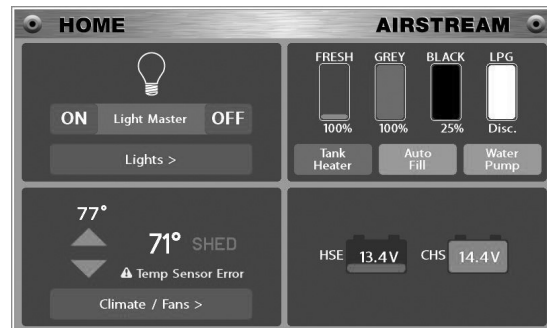 HOME
AIRSTREAM
ON Light Master OFF
Lights >
FRESH GREY BLACK LPG
100% 100% 25% Disc.
Tank Heater
Auto Fill
Water Pump
77°
71° SHED
Temp Sensor Error
Climate / Fans >
HSE 13.4V CHS 14.4V